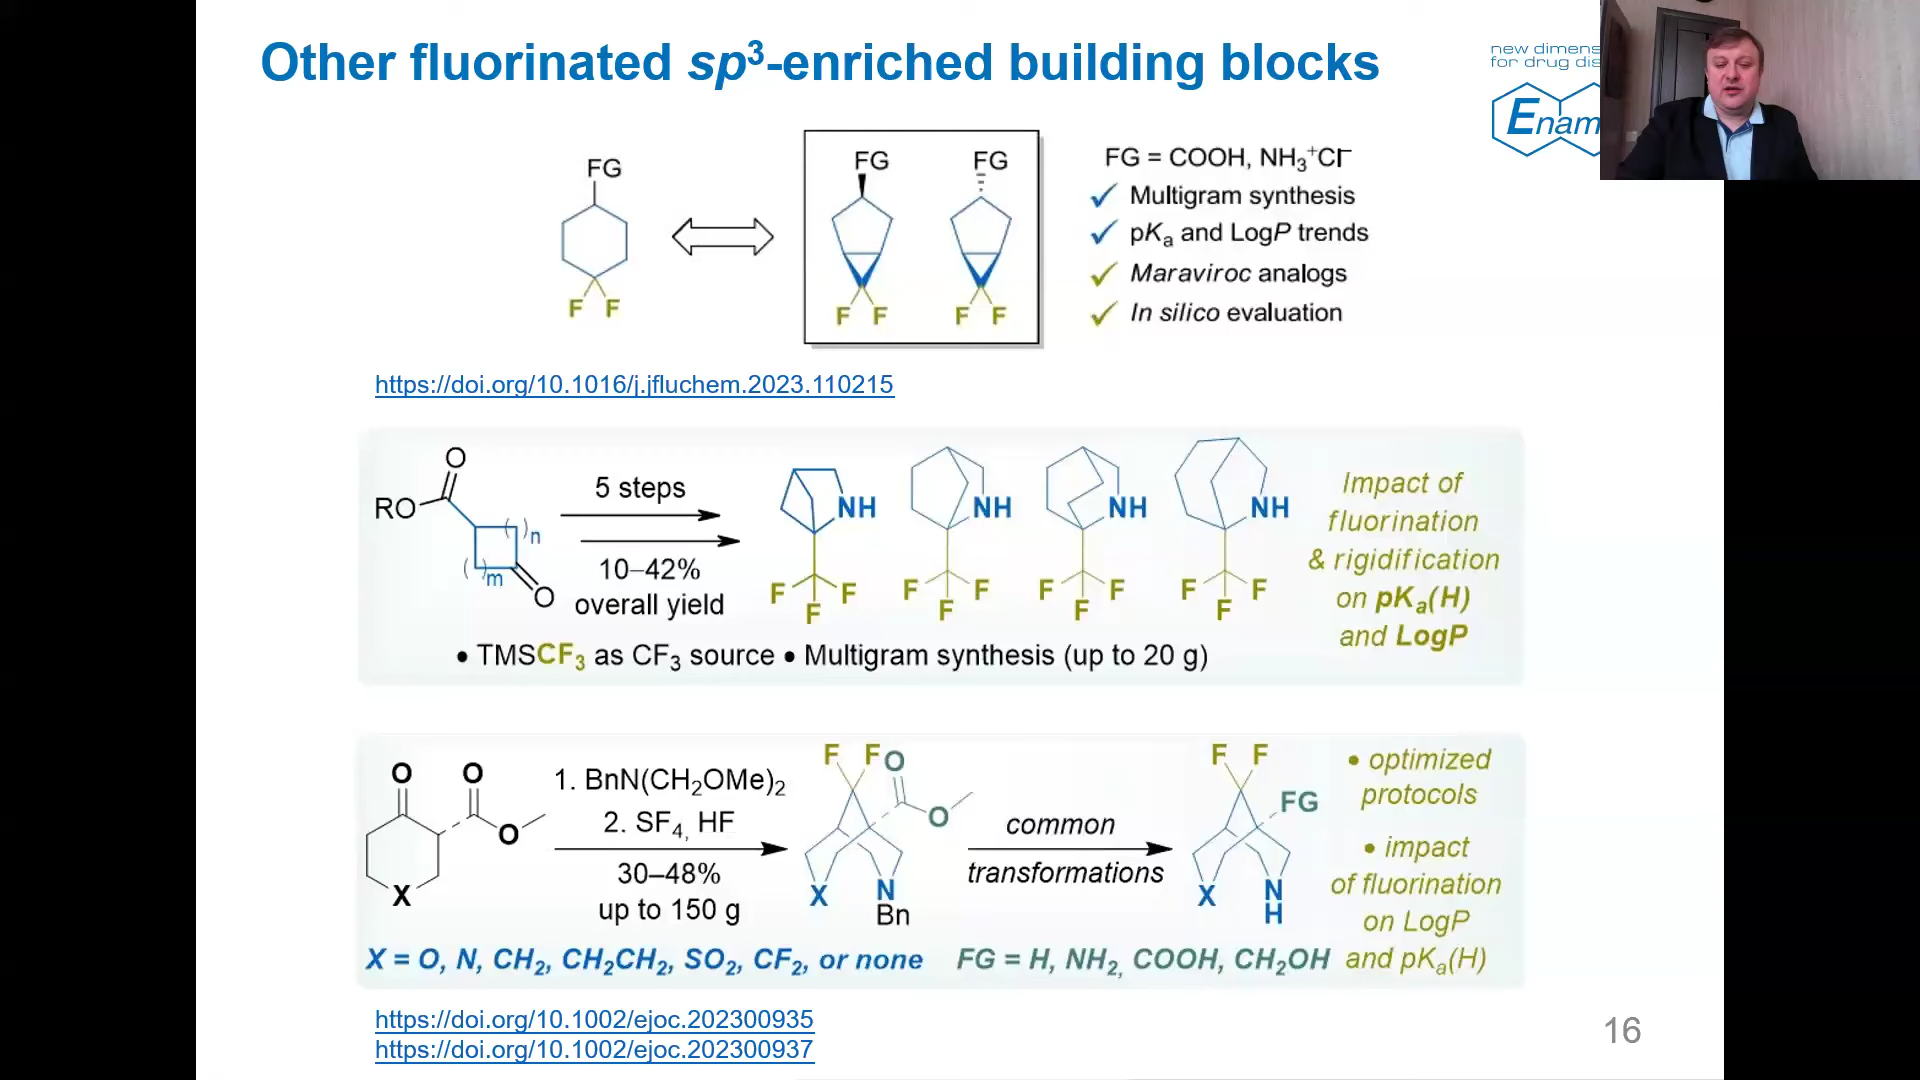 Other fluorinated sp³-enriched building blocks
new dimens
for drug dis
Enam
FG
F F
FG
FG
F F
F F
FG = COOH, NH₃⁺Cl⁻
✓ Multigram synthesis
✓ pKₐ and LogP trends
✓ Maraviroc analogs
✓ In silico evaluation
https://doi.org/10.1016/j.jfluchem.2023.110215
O
RO
( )n
( )m
O
5 steps
10–42%
overall yield
NH
F F
F
NH
F F
F
NH
F F
F
NH
F F
F
Impact of
fluorination
& rigidification
on pKₐ(H)
and LogP
• TMSCF₃ as CF₃ source • Multigram synthesis (up to 20 g)
O O
O
X
1. BnN(CH₂OMe)₂
2. SF₄, HF
30–48%
up to 150 g
F F O
O
X N
Bn
common
transformations
F F
FG
X N
H
• optimized
protocols
• impact
of fluorination
on LogP
and pKₐ(H)
X = O, N, CH₂, CH₂CH₂, SO₂, CF₂, or none
FG = H, NH₂, COOH, CH₂OH
https://doi.org/10.1002/ejoc.202300935
https://doi.org/10.1002/ejoc.202300937
16